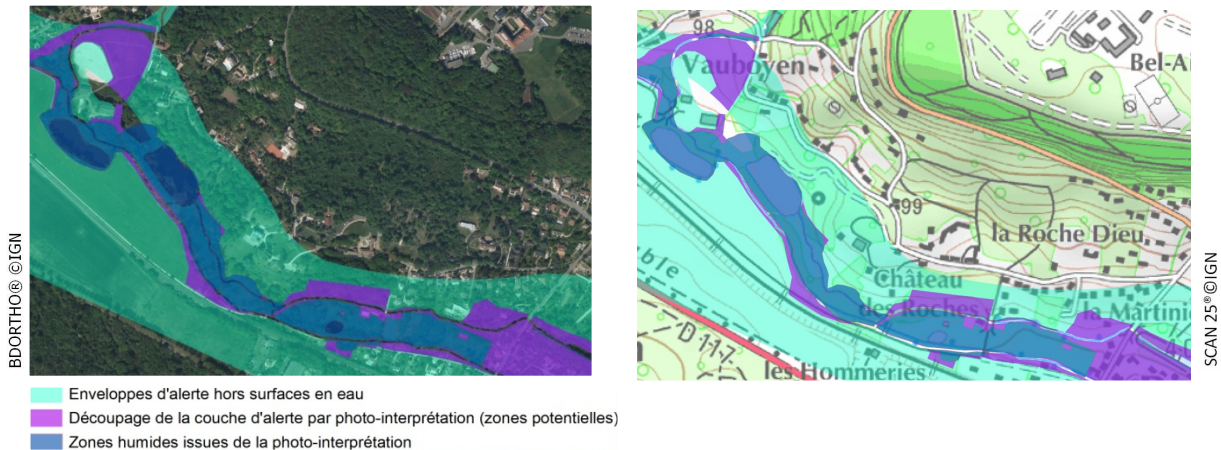 BDORTHO® ©IGN
98
Vauboyen
Bel-Ai
99
la Roche Dieu
Château
des Roches
la Martini
ble
D 117
les Hommeries
SCAN 25®©IGN
Enveloppes d'alerte hors surfaces en eau
Découpage de la couche d'alerte par photo-interprétation (zones potentielles)
Zones humides issues de la photo-interprétation